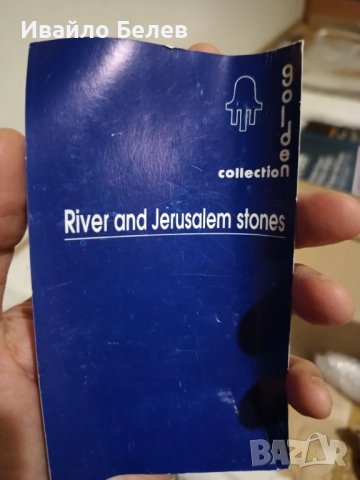 Ивайло Белев
golden
collection
River and Jerusalem stones
BAZAR